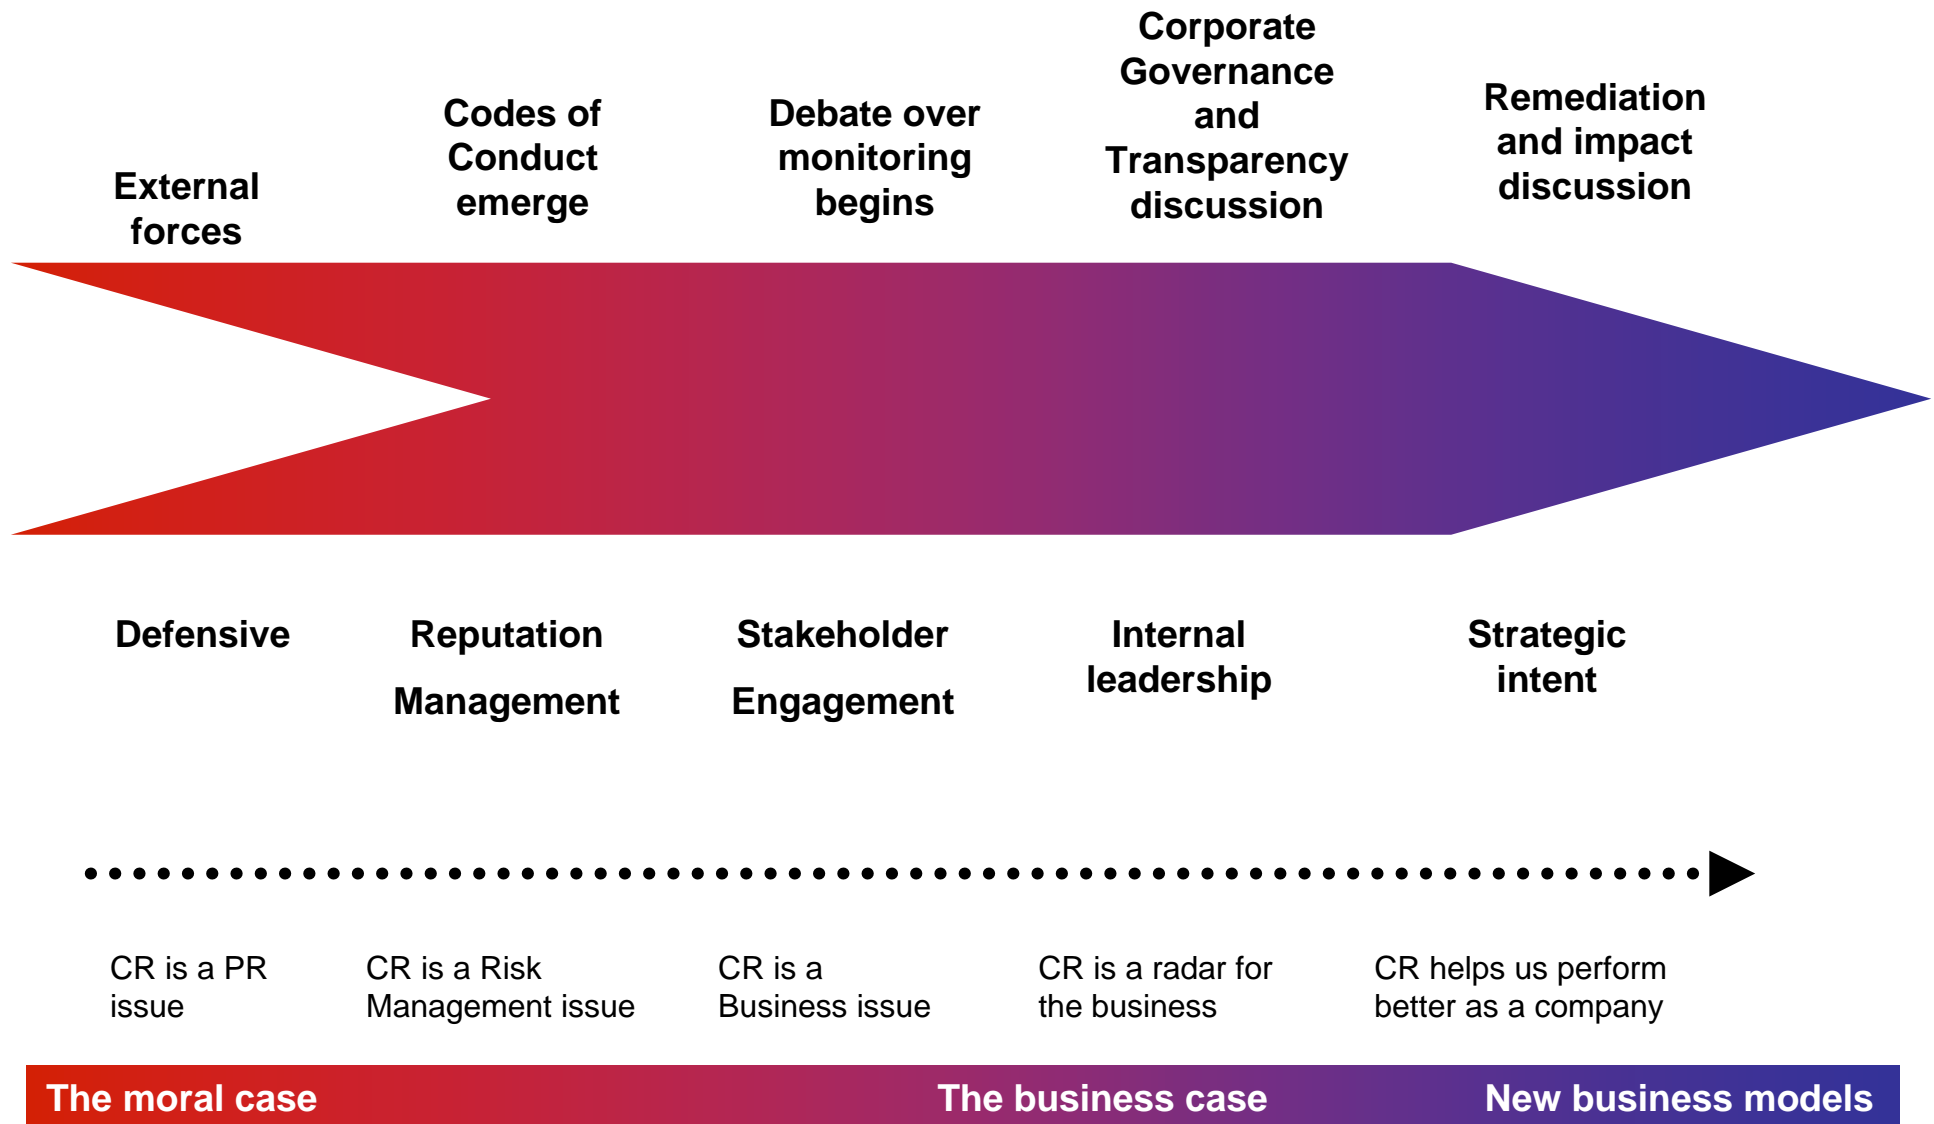 External
forces
Codes of
Conduct
emerge
Debate over
monitoring
begins
Corporate
Governance
and
Transparency
discussion
Remediation
and impact
discussion
Defensive
Reputation
Management
Stakeholder
Engagement
Internal
leadership
Strategic
intent
CR is a PR
issue
CR is a Risk
Management issue
CR is a
Business issue
CR is a radar for
the business
CR helps us perform
better as a company
The moral case
The business case
New business models